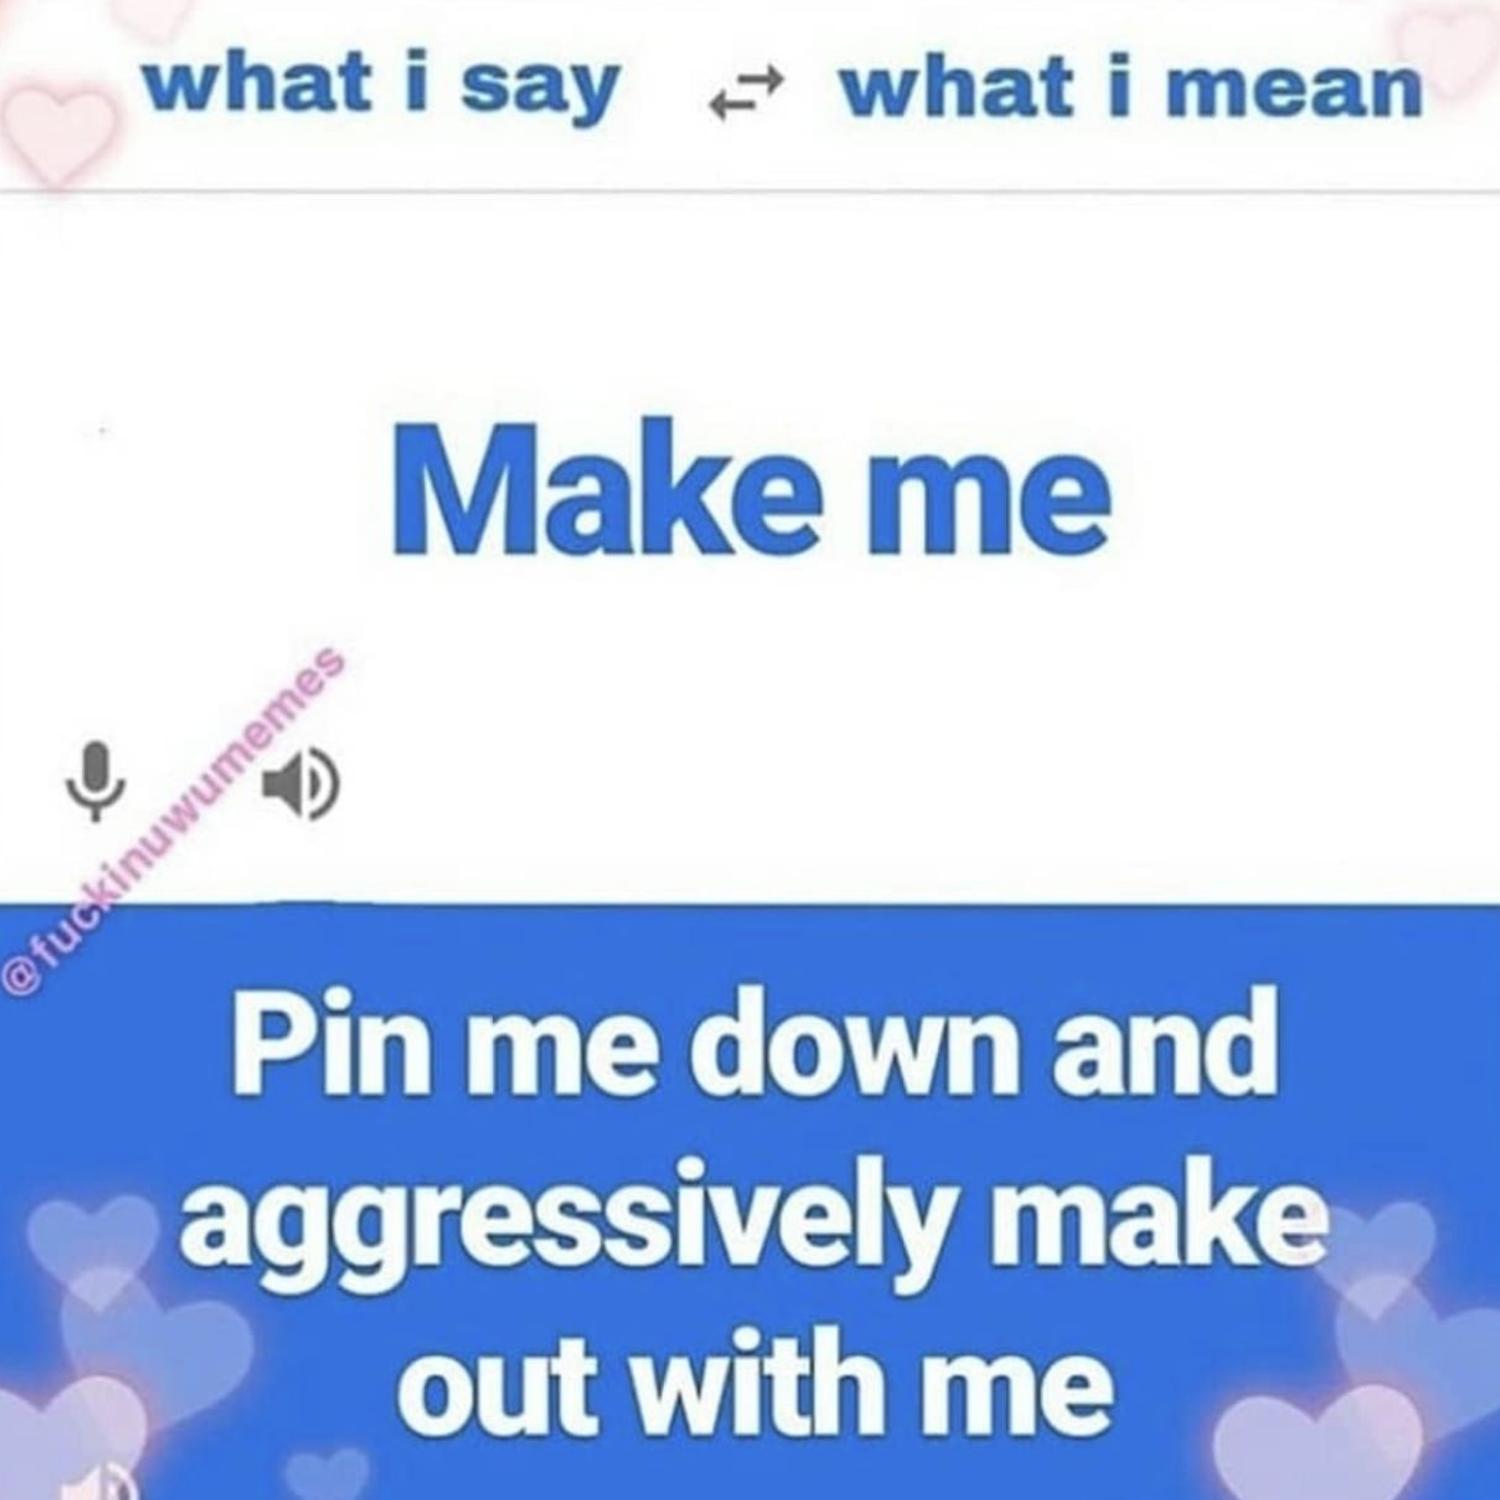 what i say
what i mean
Make me
@fuckinuwumemes
Pin me down and
aggressively make
out with me